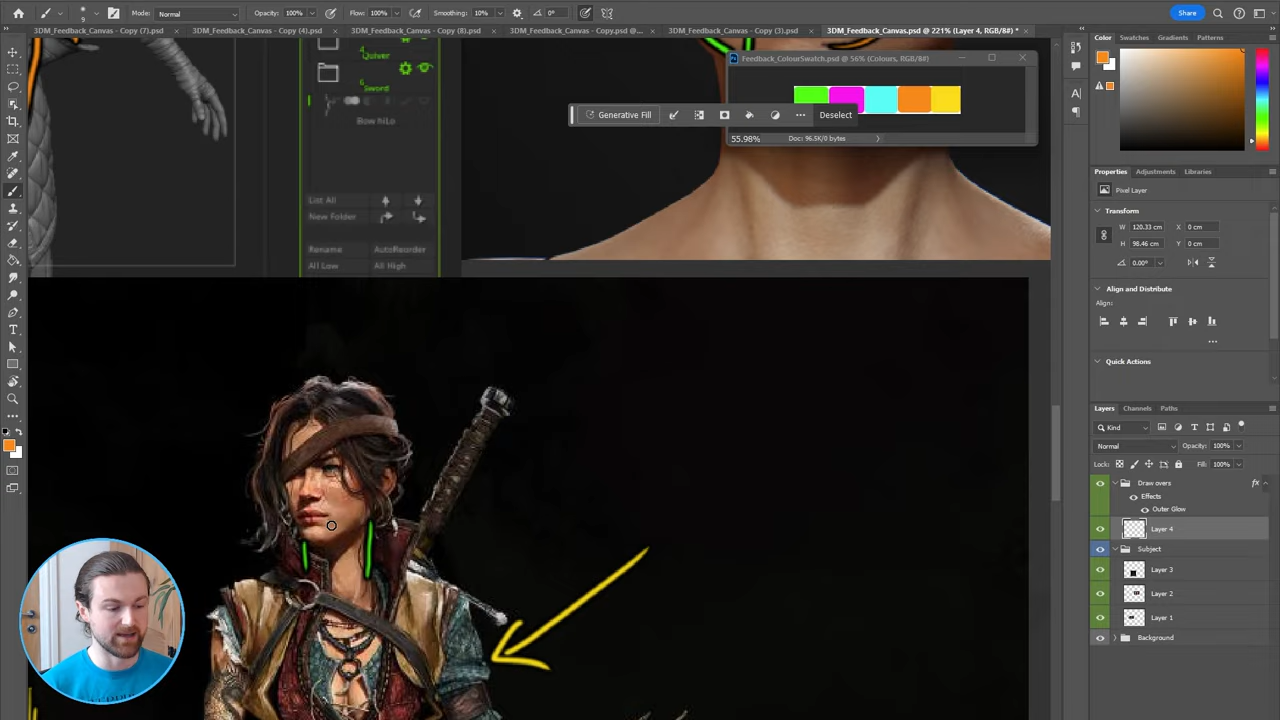 Mode: Normal Opacity: 100% Flow: 100% Smoothing: 10% 0° Share
3DM_Feedback_Canvas - Copy (7).psd × 3DM_Feedback_Canvas - Copy (4).psd × 3DM_Feedback_Canvas - Copy (8).psd × 3DM_Feedback_Canvas - Copy.psd @ ... × 3DM_Feedback_Canvas - Copy (3).psd × 3DM_Feedback_Canvas.psd @ 221% (Layer 4, RGB/8#) * ×
Color Swatches Gradients Patterns
4
Quiver
6
Sword
Bow NiLo
List All
New Folder
Rename AutoReorder
All Low All High
Feedback_ColourSwatch.psd @ 56% (Colours, RGB/8#)
Generative Fill Deselect
55.98% Doc: 96.5K/0 bytes
Properties Adjustments Libraries
Pixel Layer
Transform
W 120.33 cm X 0 cm
H 98.46 cm Y 0 cm
0.00°
Align and Distribute
Align:
Quick Actions
Layers Channels Paths
Kind
Normal Opacity: 100%
Lock: Fill: 100%
Draw overs fx
Effects
Outer Glow
Layer 4
Subject
Layer 3
Layer 2
Layer 1
Background